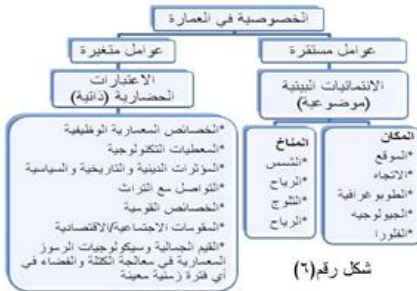 الخصوصية في العمارة
عوامل مستقرة
عوامل متغيرة
الانتمائيات البيئية
(موضوعية)
الاعتبارات
الحضارية (ذاتية)
المكان
*الموقع
*الاتجاه
*الطوبوغرافية
*الجيولوجيه
*الفلورا
المناخ
*الشمس
*الرياح
*الثلوج
*الرياح
*الخصائص المعمارية الوظيفية
*المعطيات التكنولوجية
*المؤثرات الدينية والتاريخية والسياسية
*التواصل مع التراث
*الخصائص القومية
*المقومات الاجتماعية/الاقتصادية
*القيم الجمالية وسيكولوجيات الرموز
المعمارية في معالجة الكتلة والفضاء في
أي فترة زمنية معينة
شكل رقم(٦)